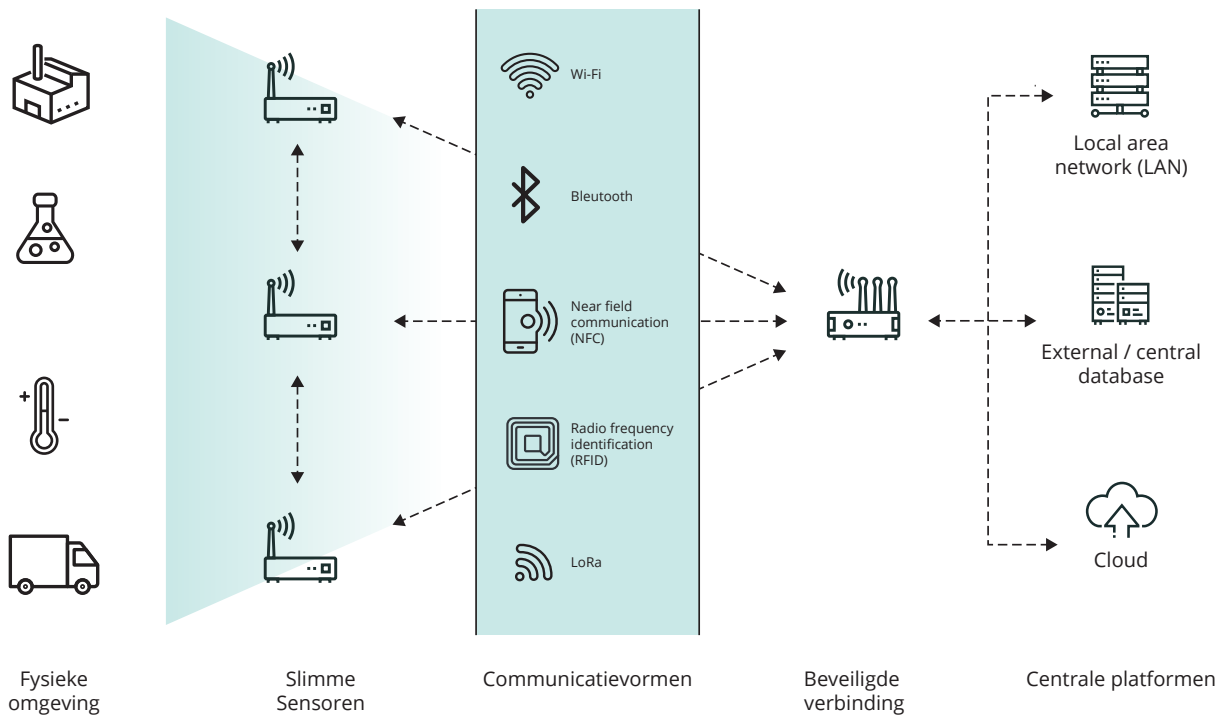 Wi-Fi
Bleutooth
Near field
communication
(NFC)
Radio frequency
identification
(RFID)
LoRa
Local area
network (LAN)
External / central
database
Cloud
Fysieke
omgeving
Slimme
Sensoren
Communicatievormen
Beveiligde
verbinding
Centrale platformen